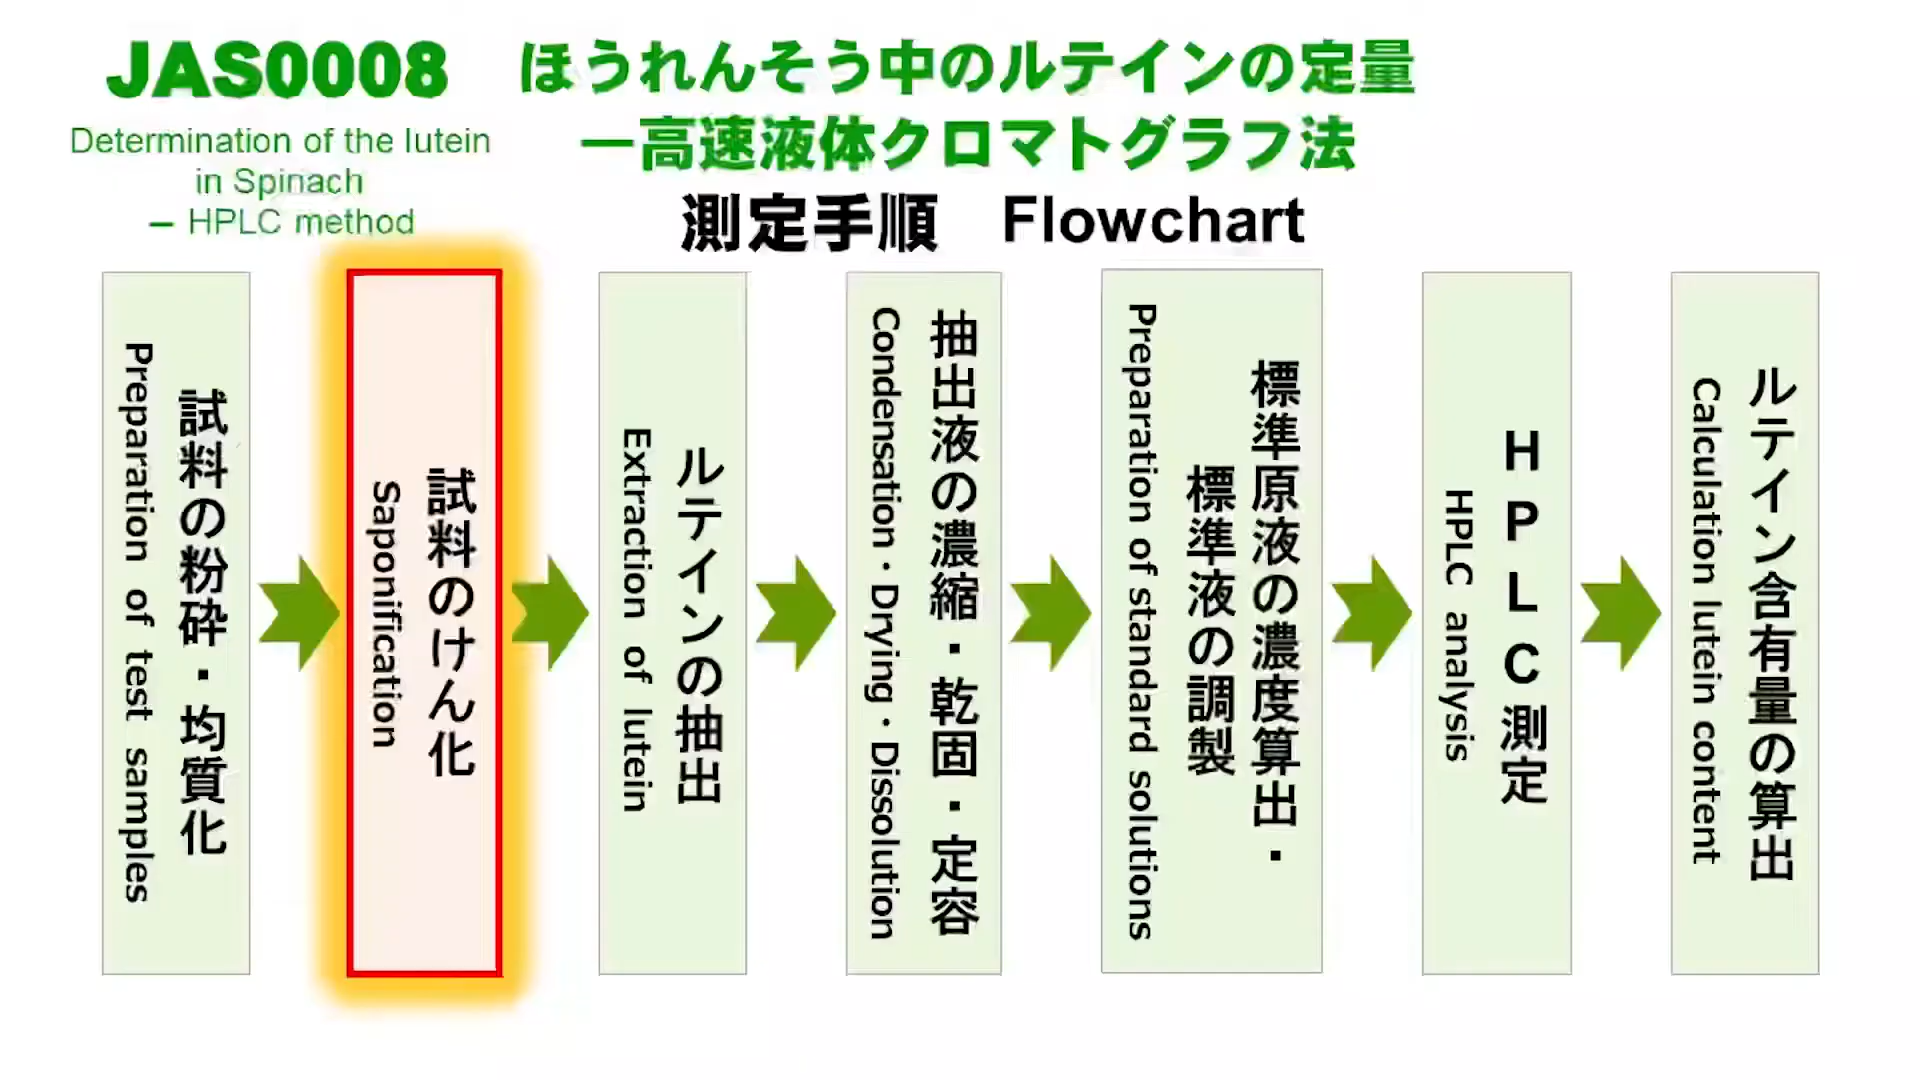 JAS0008
ほうれんそう中のルテインの定量
―高速液体クロマトグラフ法
Determination of the lutein
in Spinach
– HPLC method
測定手順 Flowchart
試料の粉砕・均質化
Preparation of test samples
試料のけん化
Saponification
ルテインの抽出
Extraction of lutein
抽出液の濃縮・乾固・定容
Condensation・Drying・Dissolution
標準原液の濃度算出・
標準液の調製
Preparation of standard solutions
HPLC測定
HPLC analysis
ルテイン含有量の算出
Calculation lutein content